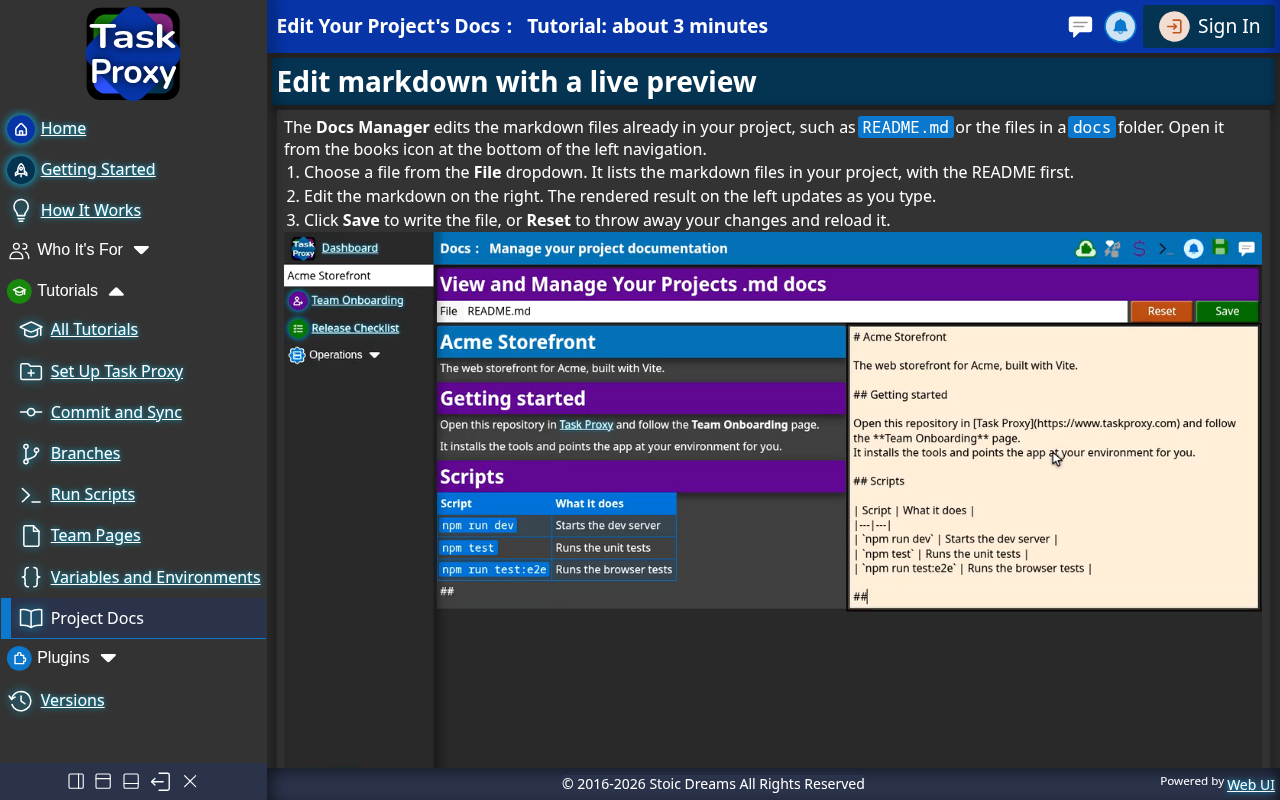 Task
Proxy
Home
Getting Started
How It Works
Who It's For
Tutorials
All Tutorials
Set Up Task Proxy
Commit and Sync
Branches
Run Scripts
Team Pages
Variables and Environments
Project Docs
Plugins
Versions
Edit Your Project's Docs : Tutorial: about 3 minutes
Sign In
Edit markdown with a live preview
The Docs Manager edits the markdown files already in your project, such as README.md or the files in a docs folder. Open it
from the books icon at the bottom of the left navigation.
1. Choose a file from the File dropdown. It lists the markdown files in your project, with the README first.
2. Edit the markdown on the right. The rendered result on the left updates as you type.
3. Click Save to write the file, or Reset to throw away your changes and reload it.
Task
Proxy
Dashboard
Acme Storefront
Team Onboarding
Release Checklist
Operations
Docs : Manage your project documentation
View and Manage Your Projects .md docs
File README.md
Reset
Save
Acme Storefront
The web storefront for Acme, built with Vite.
Getting started
Open this repository in Task Proxy and follow the Team Onboarding page.
It installs the tools and points the app at your environment for you.
Scripts
Script What it does
npm run dev Starts the dev server
npm test Runs the unit tests
npm run test:e2e Runs the browser tests
##
# Acme Storefront
The web storefront for Acme, built with Vite.
## Getting started
Open this repository in [Task Proxy](https://www.taskproxy.com) and follow
the **Team Onboarding** page.
It installs the tools and points the app at your environment for you.
## Scripts
| Script | What it does |
|---|---|
| `npm run dev` | Starts the dev server |
| `npm test` | Runs the unit tests |
| `npm run test:e2e` | Runs the browser tests |
##
© 2016-2026 Stoic Dreams All Rights Reserved
Powered by Web UI